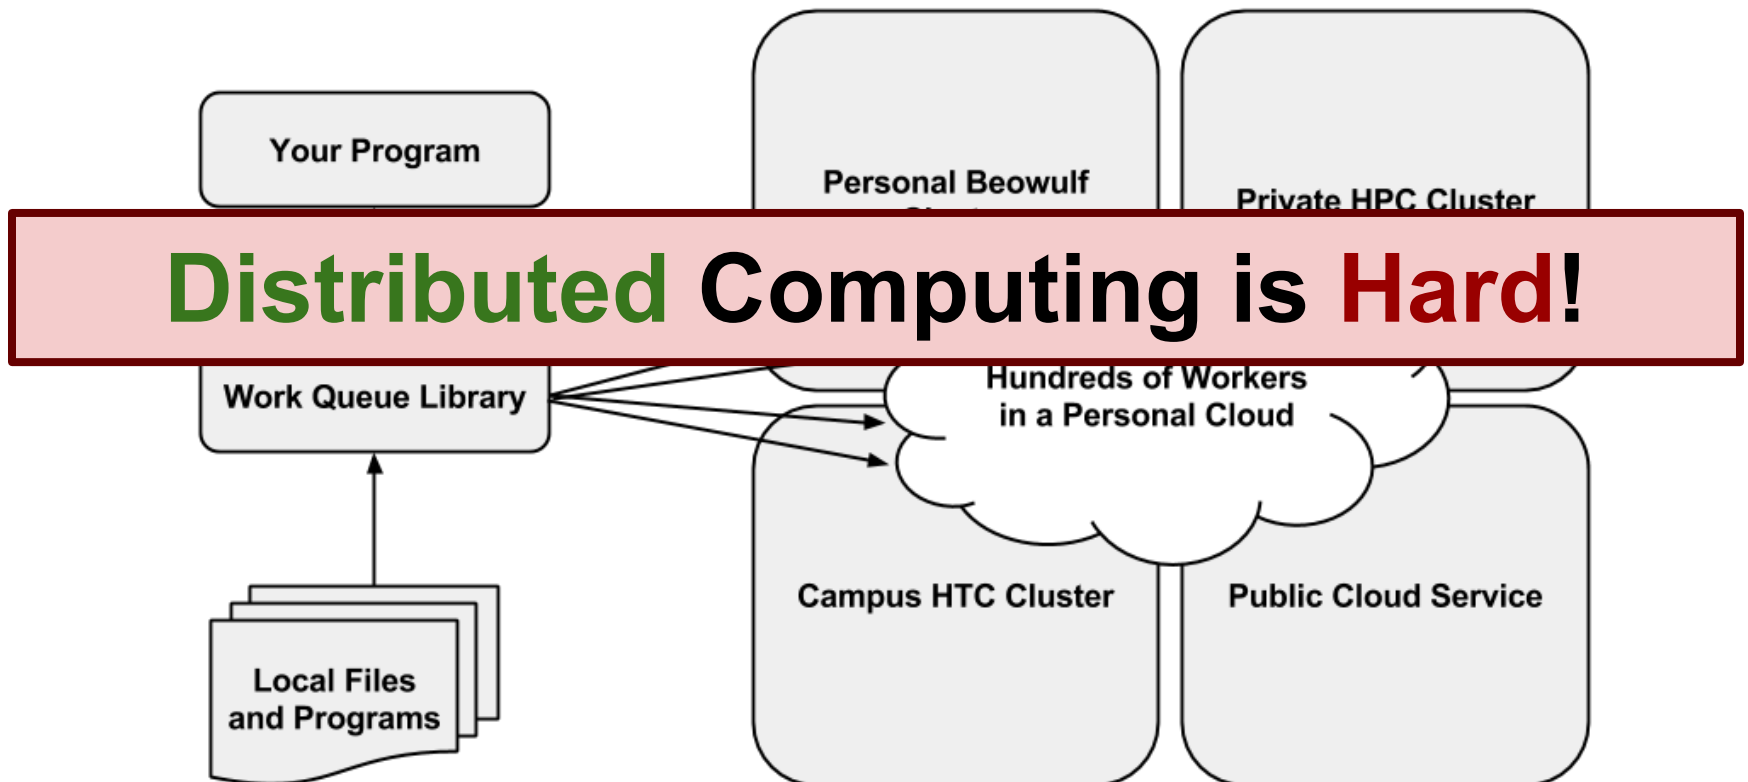 Your Program
Personal Beowulf
Private HPC Cluster
Distributed Computing is Hard!
Work Queue Library
Hundreds of Workers
in a Personal Cloud
Campus HTC Cluster
Public Cloud Service
Local Files
and Programs